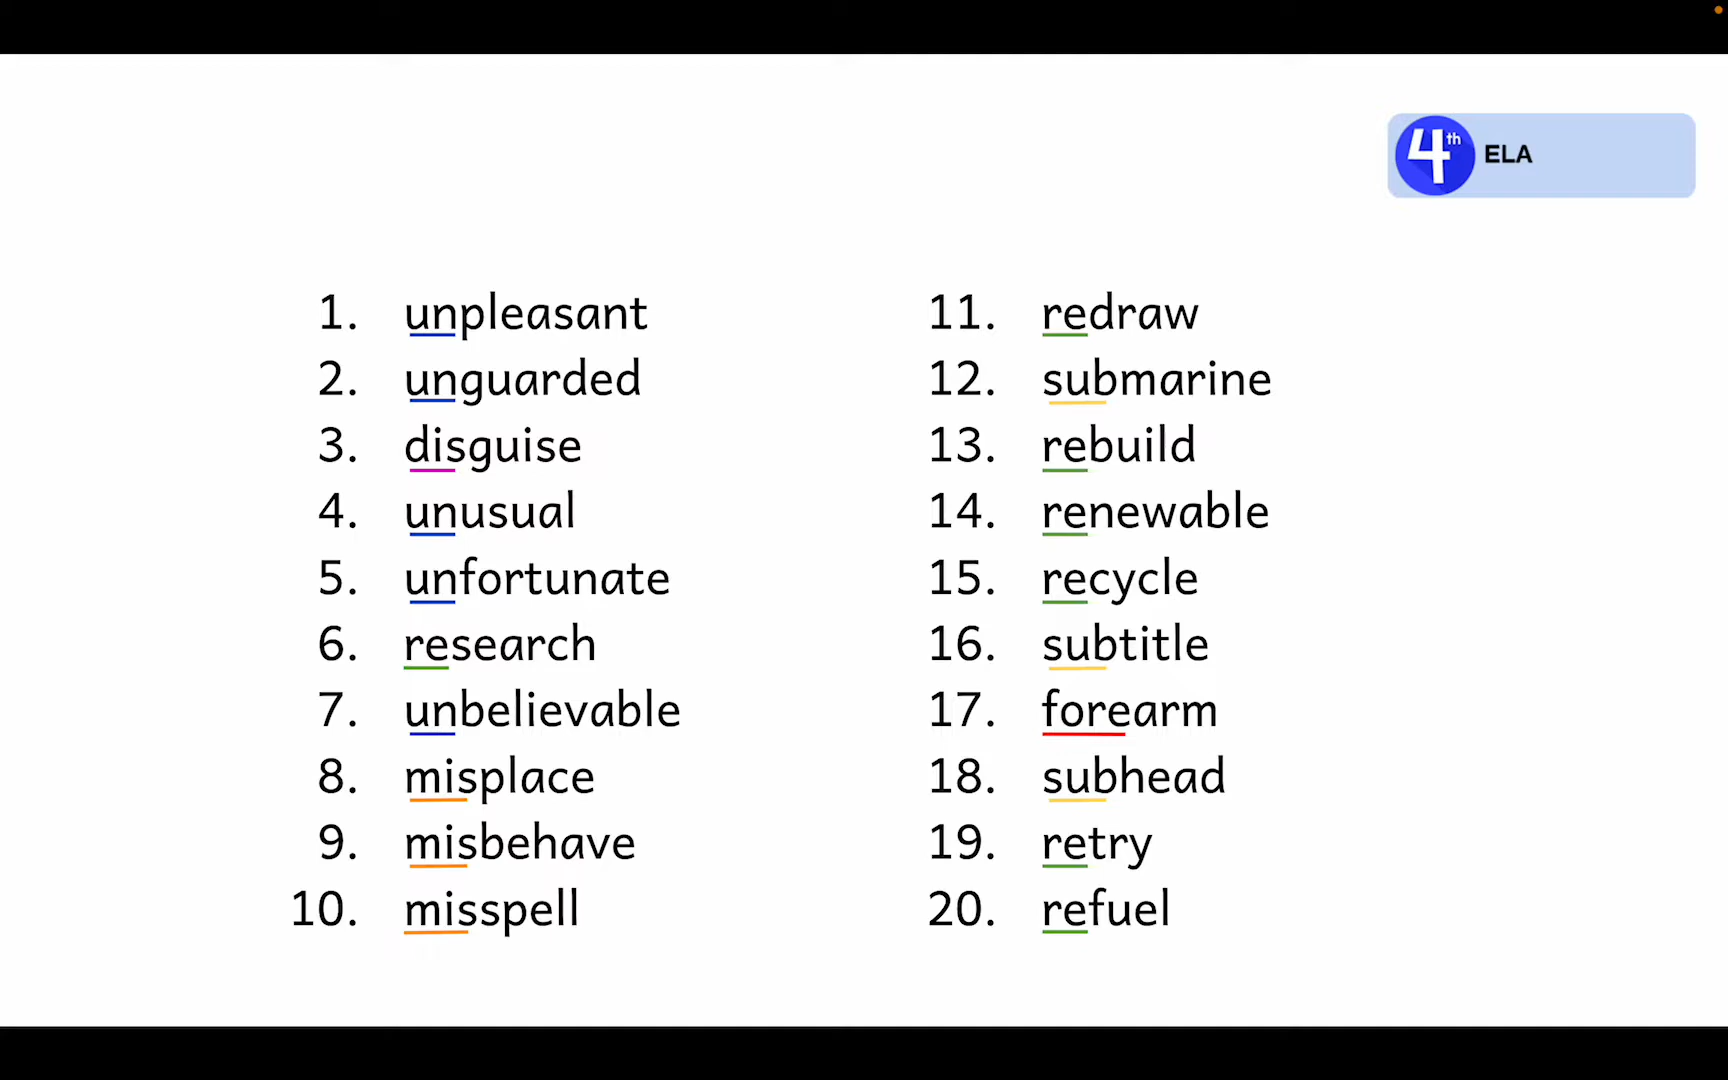 4th ELA
1. unpleasant
2. unguarded
3. disguise
4. unusual
5. unfortunate
6. research
7. unbelievable
8. misplace
9. misbehave
10. misspell
11. redraw
12. submarine
13. rebuild
14. renewable
15. recycle
16. subtitle
17. forearm
18. subhead
19. retry
20. refuel